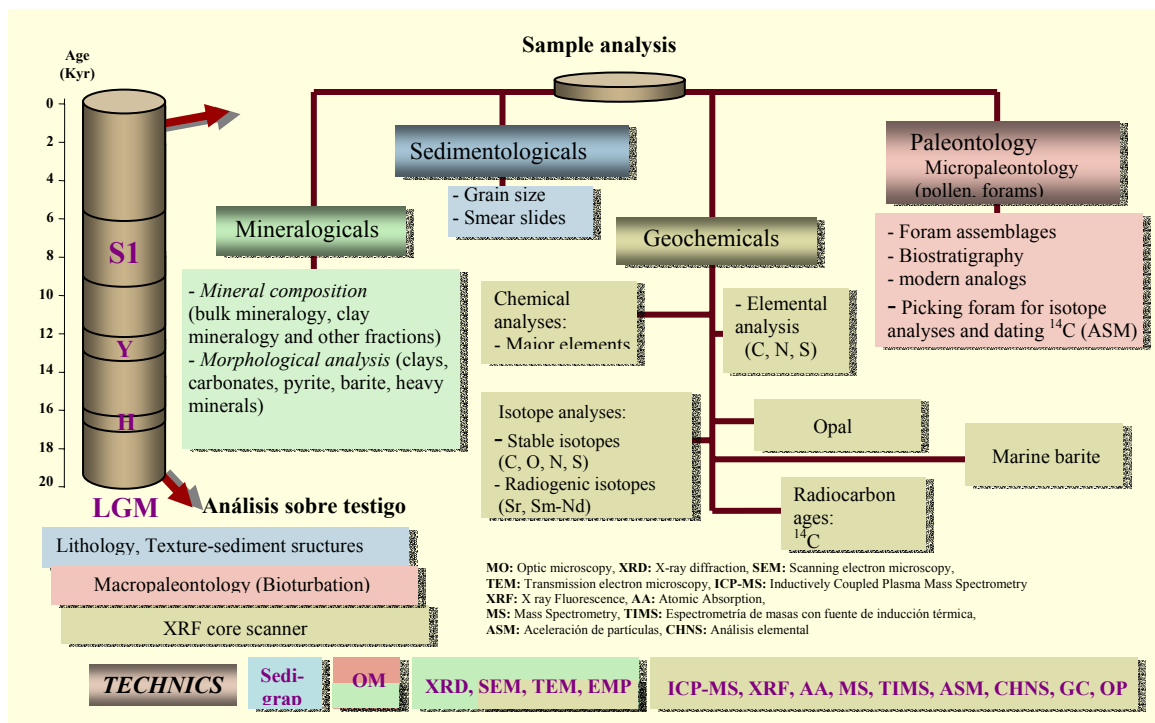 Sample analysis
Age
(Kyr)
0
2
4
6
8
10
12
14
16
18
20
S1
Y
H
LGM
Sedimentologicals
- Grain size
- Smear slides
Mineralogicals
- Mineral composition
(bulk mineralogy, clay
mineralogy and other fractions)
- Morphological analysis (clays,
carbonates, pyrite, barite, heavy
minerals)
Geochemicals
Chemical
analyses:
- Major elements
- Elemental
analysis
(C, N, S)
Isotope analyses:
- Stable isotopes
(C, O, N, S)
- Radiogenic isotopes
(Sr, Sm-Nd)
Opal
Marine barite
Radiocarbon
ages:
14C
Paleontology
Micropaleontology
(pollen. forams)
- Foram assemblages
- Biostratigraphy
- modern analogs
- Picking foram for isotope
analyses and dating 14C (ASM)
Análisis sobre testigo
Lithology, Texture-sediment sructures
Macropaleontology (Bioturbation)
XRF core scanner
MO: Optic microscopy, XRD: X-ray diffraction, SEM: Scanning electron microscopy,
TEM: Transmission electron microscopy, ICP-MS: Inductively Coupled Plasma Mass Spectrometry
XRF: X ray Fluorescence, AA: Atomic Absorption,
MS: Mass Spectrometry, TIMS: Espectrometría de masas con fuente de inducción térmica,
ASM: Aceleración de partículas, CHNS: Análisis elemental
TECHNICS
Sedi-
grap
OM
XRD, SEM, TEM, EMP
ICP-MS, XRF, AA, MS, TIMS, ASM, CHNS, GC, OP